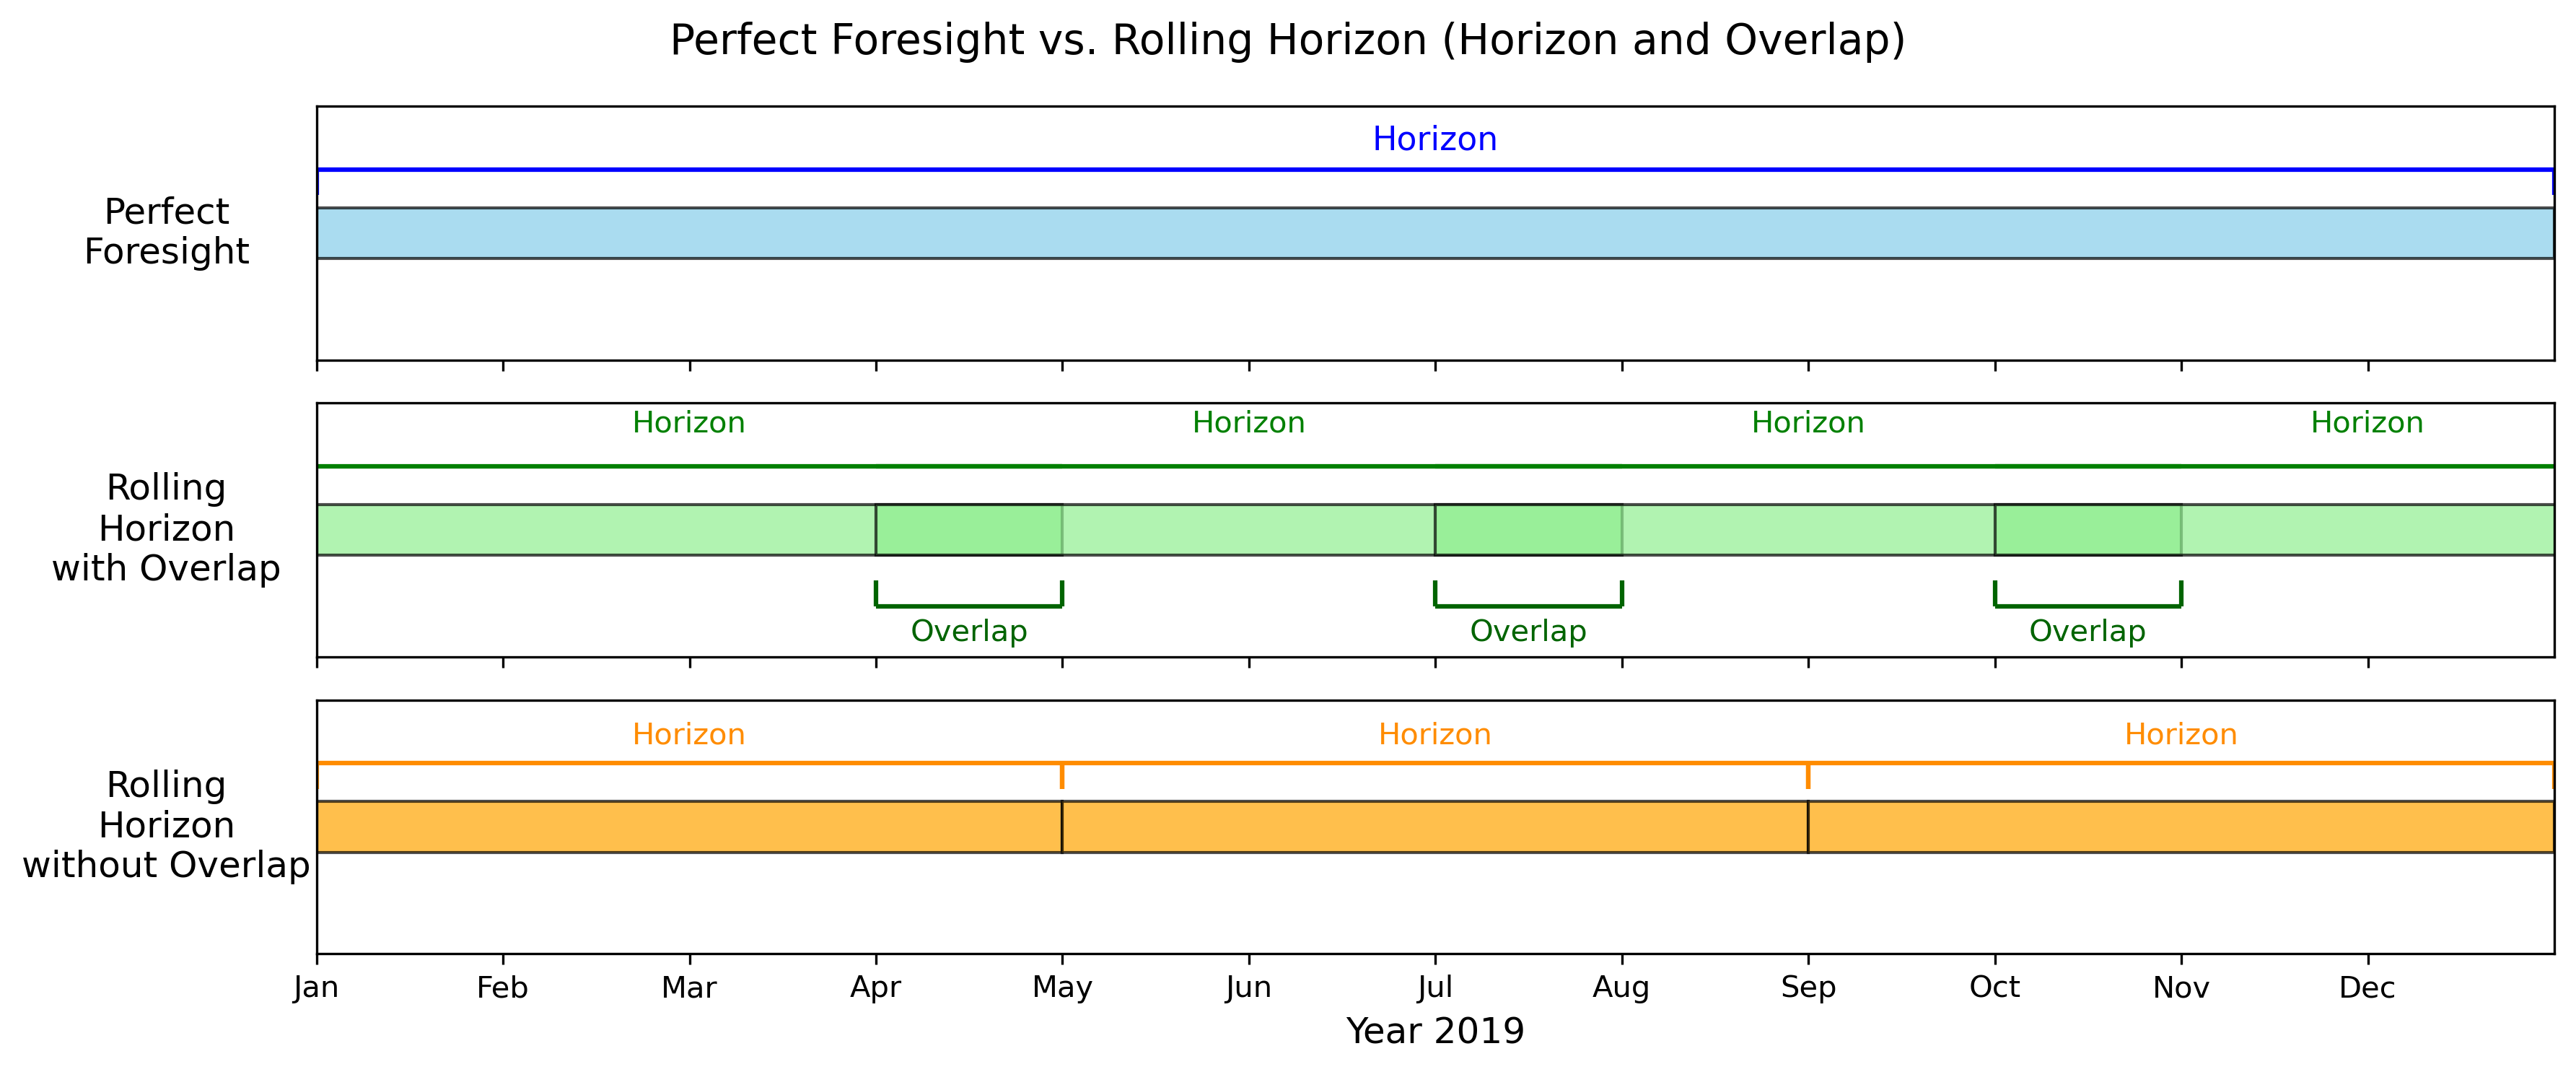 Perfect Foresight vs. Rolling Horizon (Horizon and Overlap)
Horizon
Perfect
Foresight
Horizon Horizon Horizon Horizon
Rolling
Horizon
with Overlap
Overlap Overlap Overlap
Horizon Horizon Horizon
Rolling
Horizon
without Overlap
Jan Feb Mar Apr May Jun Jul Aug Sep Oct Nov Dec
Year 2019